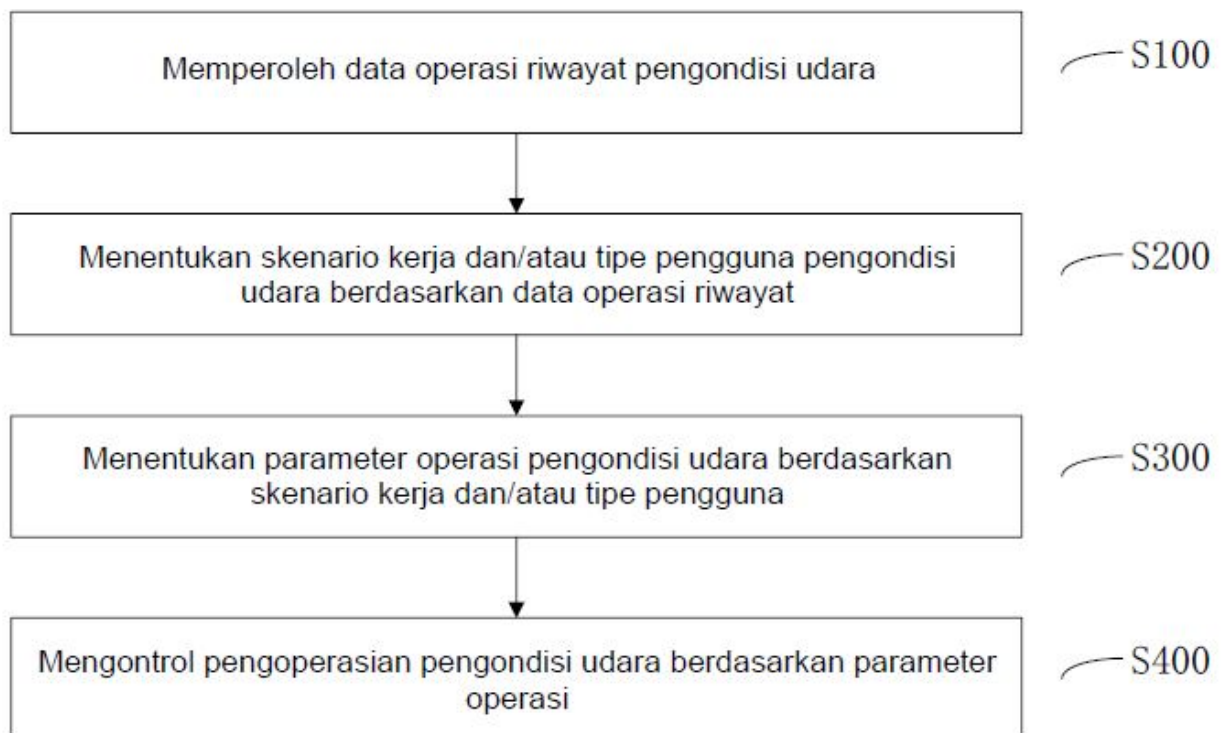 Memperoleh data operasi riwayat pengondisi udara
S100
Menentukan skenario kerja dan/atau tipe pengguna pengondisi
udara berdasarkan data operasi riwayat
S200
Menentukan parameter operasi pengondisi udara berdasarkan
skenario kerja dan/atau tipe pengguna
S300
Mengontrol pengoperasian pengondisi udara berdasarkan parameter
operasi
S400